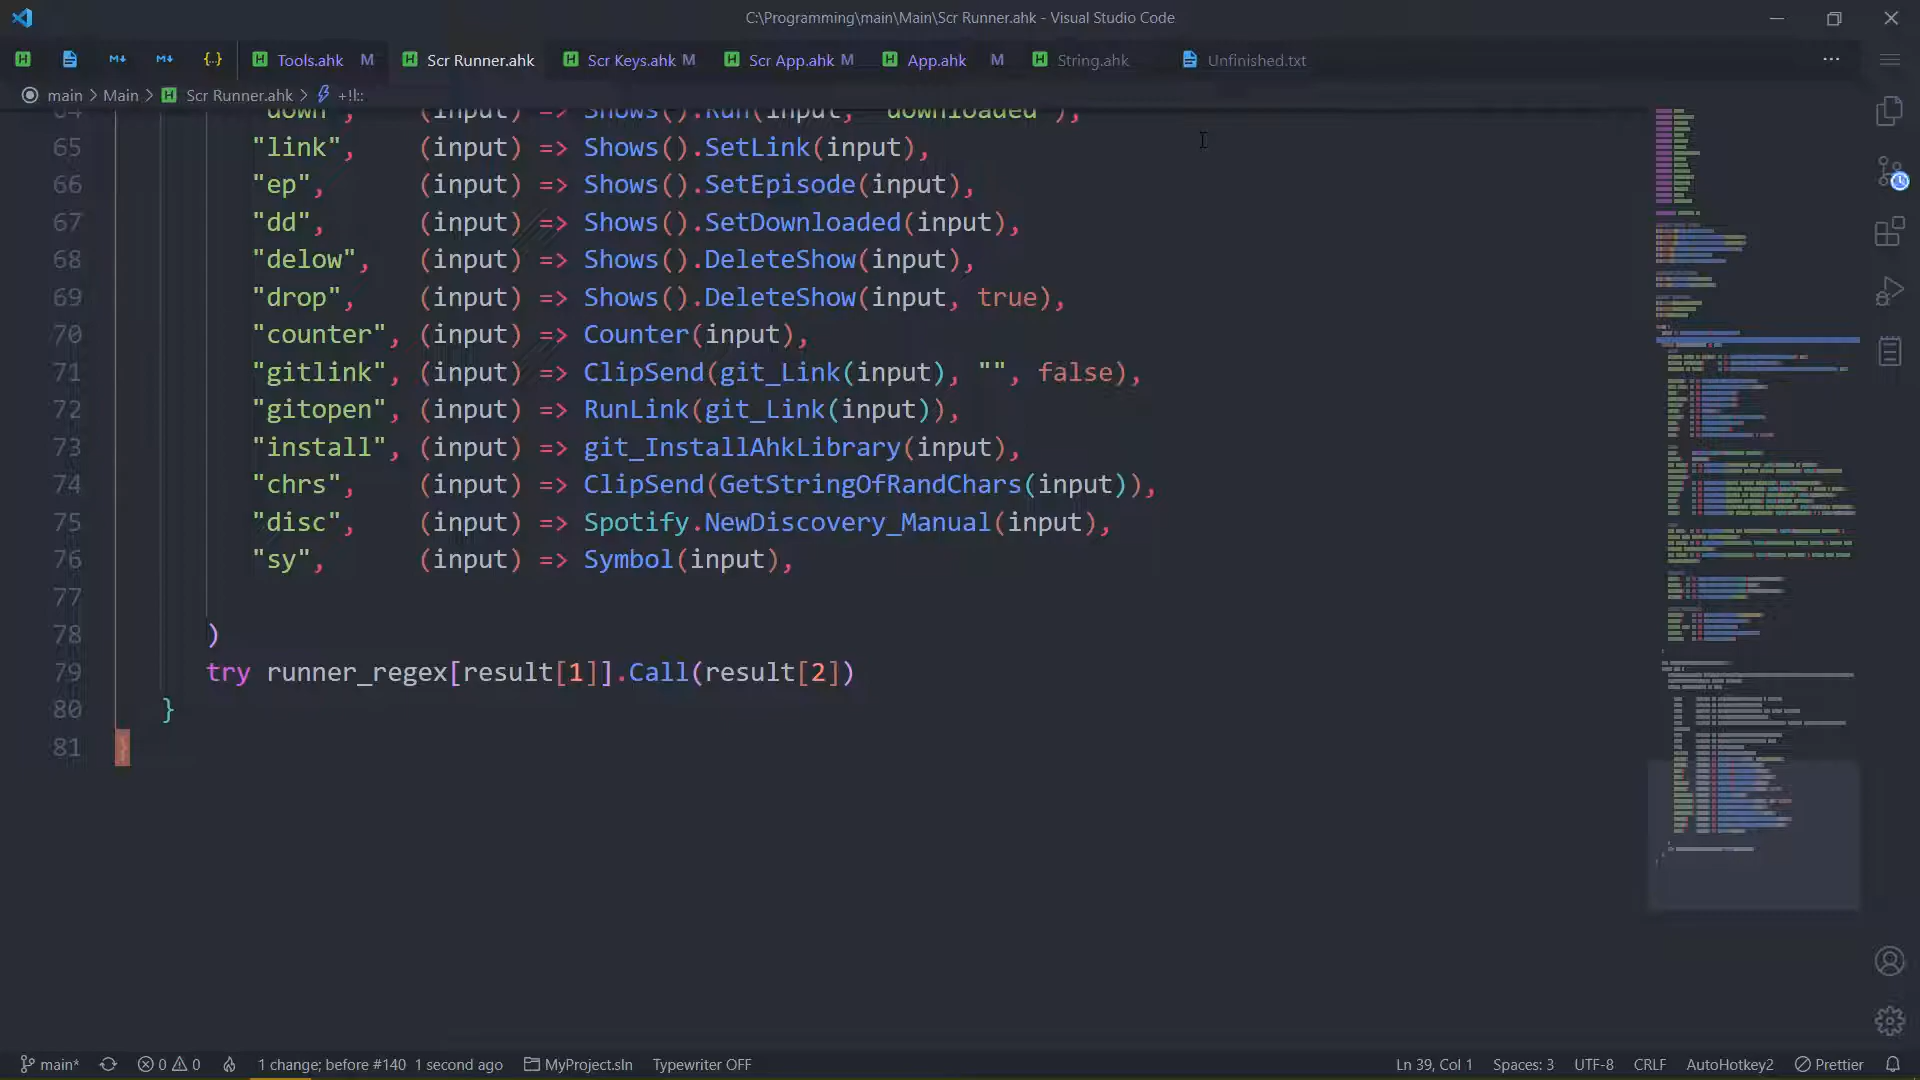 C:\Programming\main\Main\Scr Runner.ahk - Visual Studio Code
Tools.ahk M Scr Runner.ahk Scr Keys.ahk M Scr App.ahk M App.ahk M String.ahk Unfinished.txt
main > Main > Scr Runner.ahk > +!l::
64 "down", (input) => Shows().Run(input, "downloaded"),
65 "link", (input) => Shows().SetLink(input),
66 "ep", (input) => Shows().SetEpisode(input),
67 "dd", (input) => Shows().SetDownloaded(input),
68 "delow", (input) => Shows().DeleteShow(input),
69 "drop", (input) => Shows().DeleteShow(input, true),
70 "counter", (input) => Counter(input),
71 "gitlink", (input) => ClipSend(git_Link(input), "", false),
72 "gitopen", (input) => RunLink(git_Link(input)),
73 "install", (input) => git_InstallAhkLibrary(input),
74 "chrs", (input) => ClipSend(GetStringOfRandChars(input)),
75 "disc", (input) => Spotify.NewDiscovery_Manual(input),
76 "sy", (input) => Symbol(input),
77
78 )
79 try runner_regex[result[1]].Call(result[2])
80 }
81 }
main* 0 0 1 change; before #140 1 second ago MyProject.sln Typewriter OFF Ln 39, Col 1 Spaces: 3 UTF-8 CRLF AutoHotkey2 Prettier